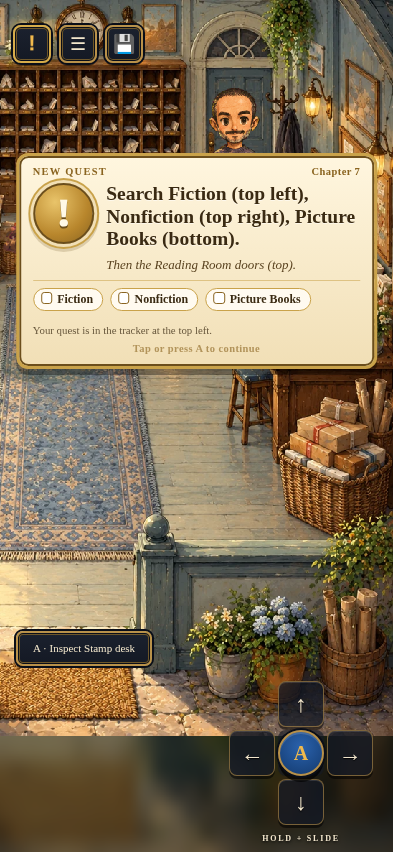 ❗ ☰ 💾
NEW QUEST
Chapter 7
!
Search Fiction (top left),
Nonfiction (top right), Picture
Books (bottom).
Then the Reading Room doors (top).
Fiction
Nonfiction
Picture Books
Your quest is in the tracker at the top left.
Tap or press A to continue
A · Inspect Stamp desk
↑
← A →
↓
HOLD + SLIDE